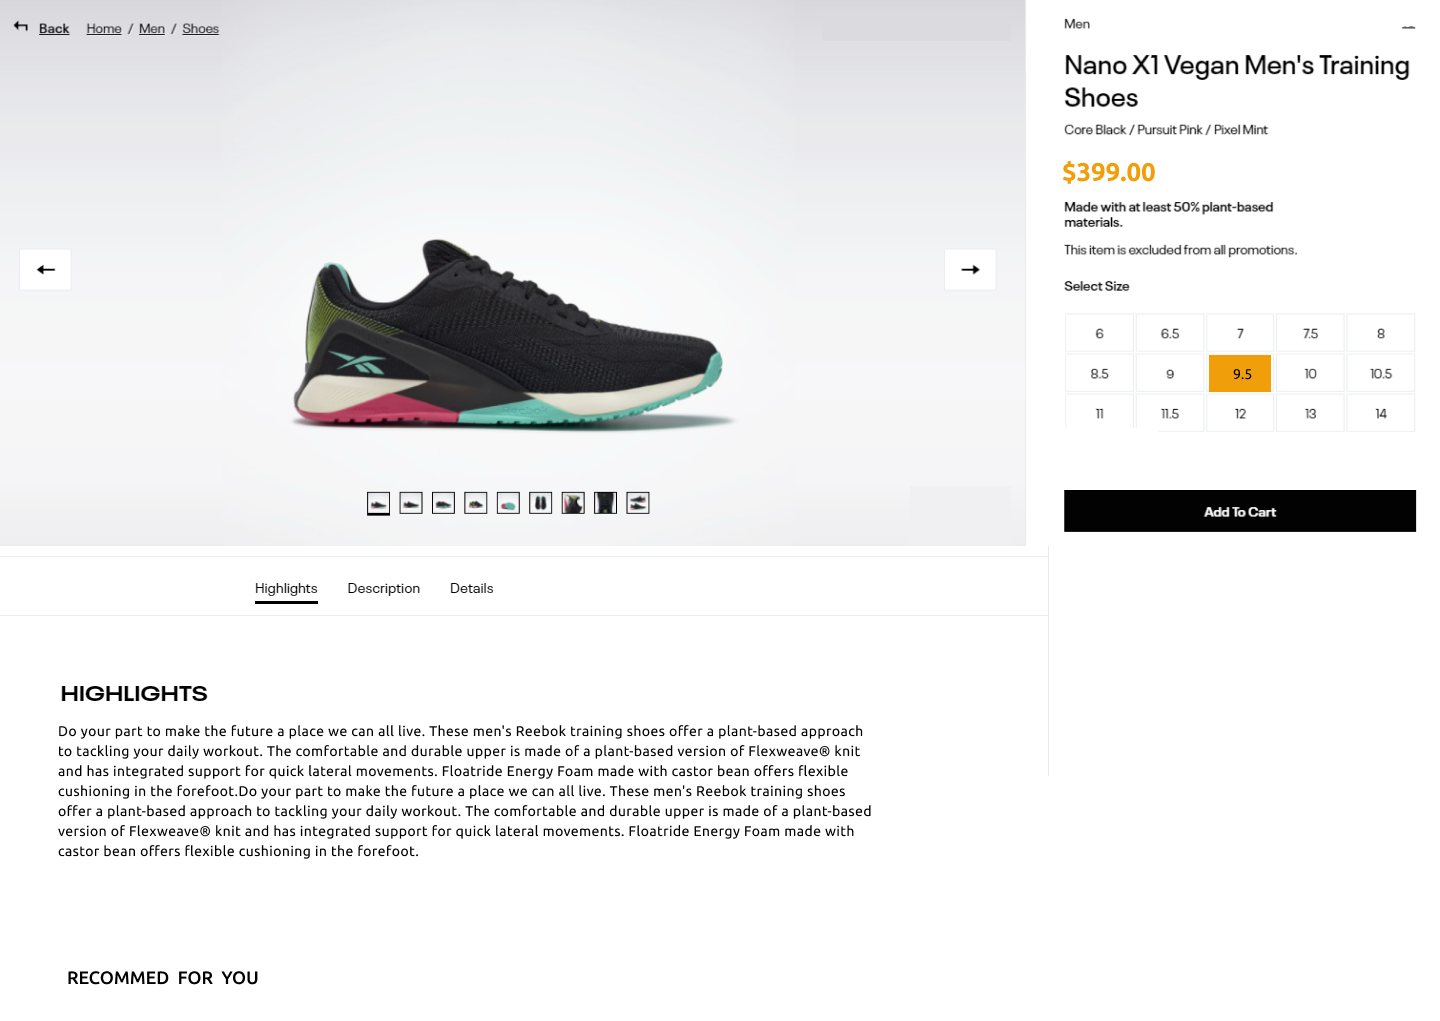 Back Home / Men / Shoes
Men
Nano X1 Vegan Men's Training
Shoes
Core Black / Pursuit Pink / Pixel Mint
$399.00
Made with at least 50% plant-based
materials.
This item is excluded from all promotions.
Select Size
6 6.5 7 7.5 8
8.5 9 9.5 10 10.5
11 11.5 12 13 14
Add To Cart
Highlights Description Details
HIGHLIGHTS
Do your part to make the future a place we can all live. These men's Reebok training shoes offer a plant-based approach
to tackling your daily workout. The comfortable and durable upper is made of a plant-based version of Flexweave® knit
and has integrated support for quick lateral movements. Floatride Energy Foam made with castor bean offers flexible
cushioning in the forefoot.Do your part to make the future a place we can all live. These men's Reebok training shoes
offer a plant-based approach to tackling your daily workout. The comfortable and durable upper is made of a plant-based
version of Flexweave® knit and has integrated support for quick lateral movements. Floatride Energy Foam made with
castor bean offers flexible cushioning in the forefoot.
RECOMMED FOR YOU